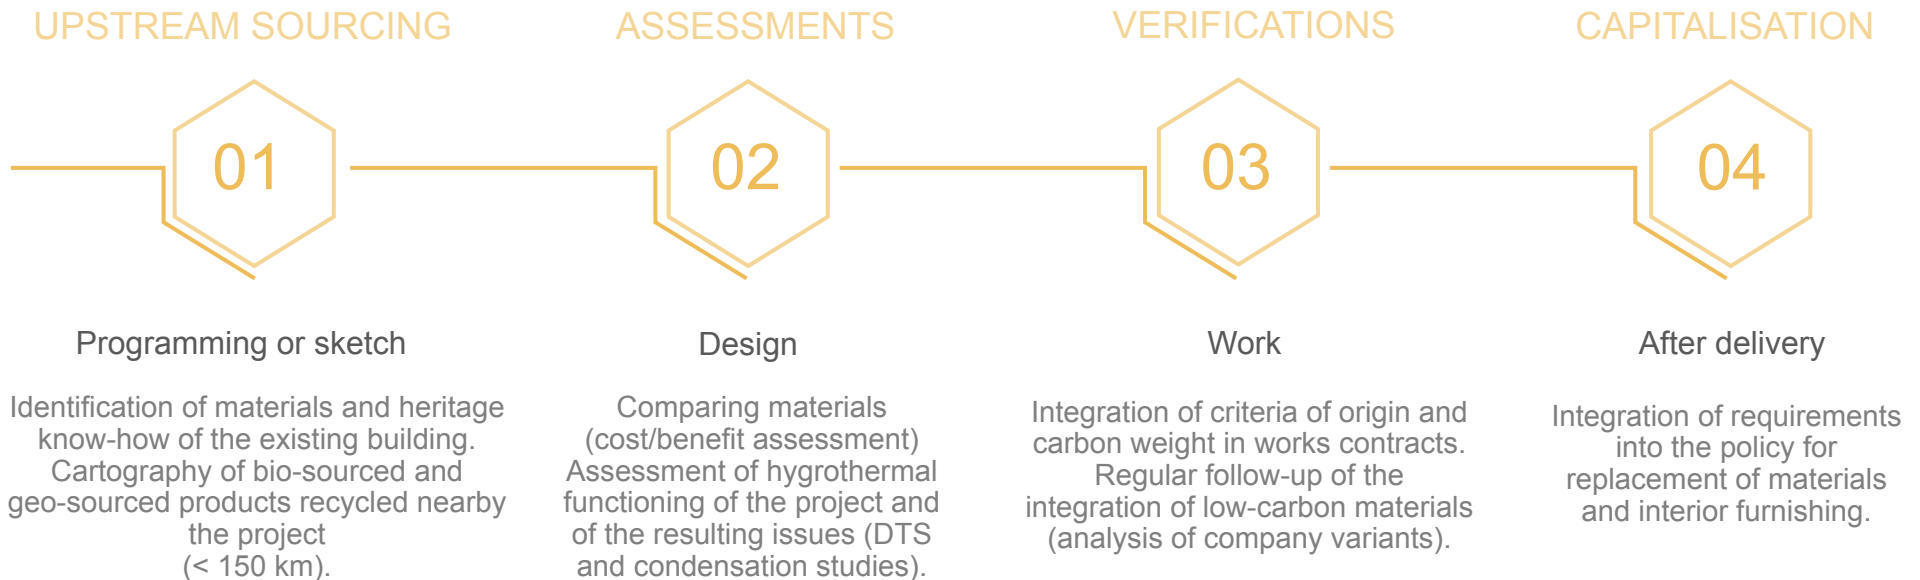 UPSTREAM SOURCING
01
Programming or sketch
Identification of materials and heritage
know-how of the existing building.
Cartography of bio-sourced and
geo-sourced products recycled nearby
the project
(< 150 km).
ASSESSMENTS
02
Design
Comparing materials
(cost/benefit assessment)
Assessment of hygrothermal
functioning of the project and
of the resulting issues (DTS
and condensation studies).
VERIFICATIONS
03
Work
Integration of criteria of origin and
carbon weight in works contracts.
Regular follow-up of the
integration of low-carbon materials
(analysis of company variants).
CAPITALISATION
04
After delivery
Integration of requirements
into the policy for
replacement of materials
and interior furnishing.